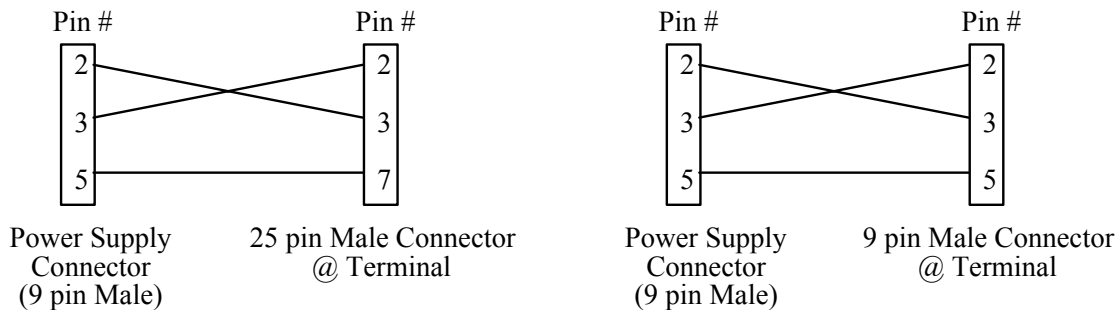 Pin #
Pin #
2
2
3
3
5
7
Power Supply
Connector
(9 pin Male)
25 pin Male Connector
@ Terminal
Pin #
Pin #
2
2
3
3
5
5
Power Supply
Connector
(9 pin Male)
9 pin Male Connector
@ Terminal